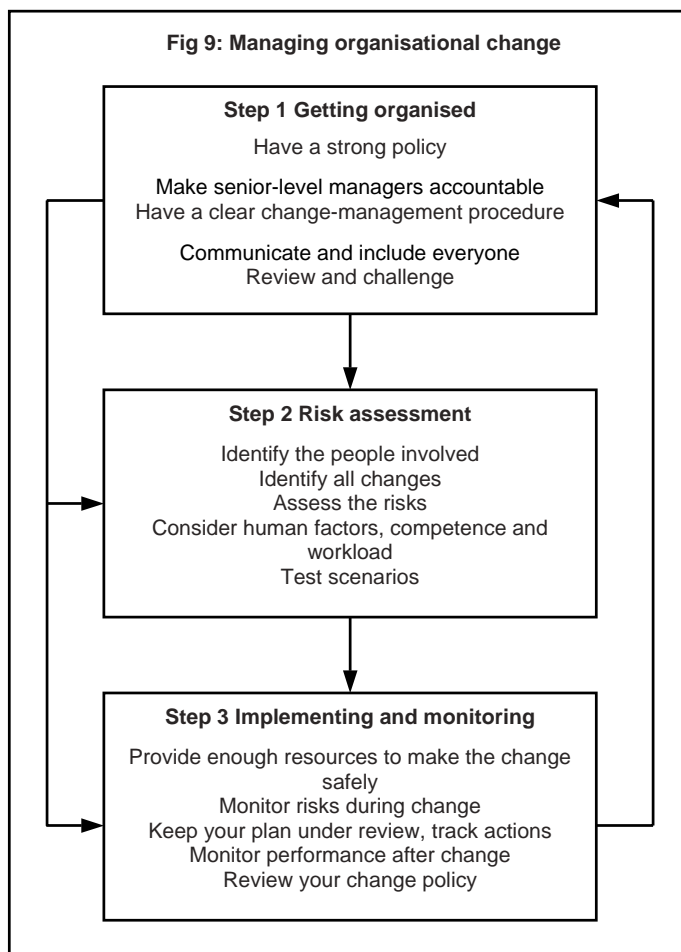 Fig 9: Managing organisational change
Step 1 Getting organised
Have a strong policy
Make senior-level managers accountable
Have a clear change-management procedure
Communicate and include everyone
Review and challenge
Step 2 Risk assessment
Identify the people involved
Identify all changes
Assess the risks
Consider human factors, competence and
workload
Test scenarios
Step 3 Implementing and monitoring
Provide enough resources to make the change
safely
Monitor risks during change
Keep your plan under review, track actions
Monitor performance after change
Review your change policy